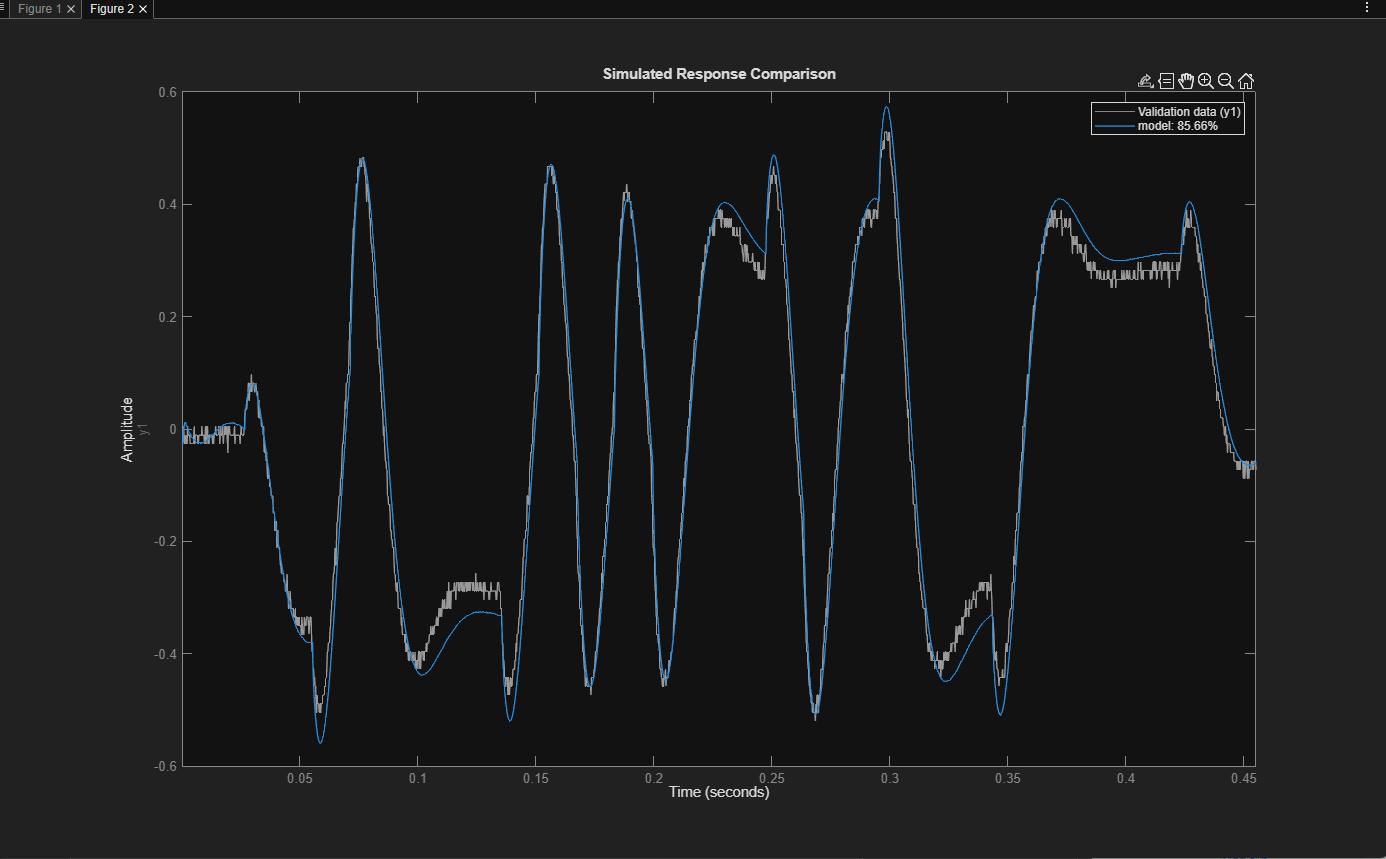 Figure 1 × Figure 2 ×
Simulated Response Comparison
Validation data (y1)
model: 85.66%
Amplitude
y1
0.6
0.4
0.2
0
-0.2
-0.4
-0.6
0.05 0.1 0.15 0.2 0.25 0.3 0.35 0.4 0.45
Time (seconds)